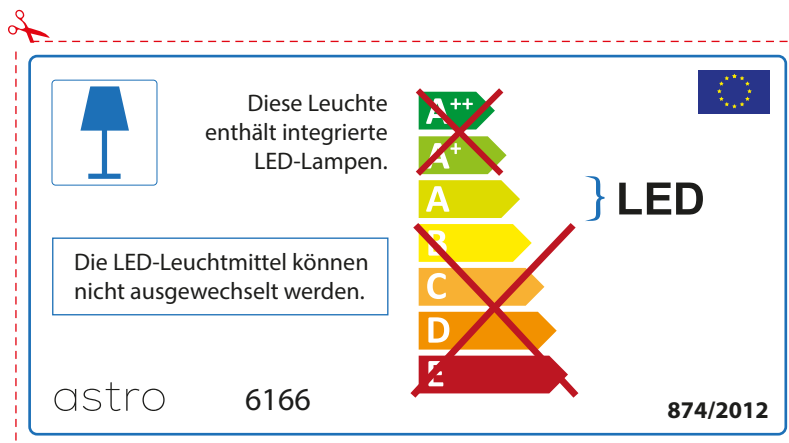 Diese Leuchte
enthält integrierte
LED-Lampen.
A++
A+
A
B
C
D
E
LED
Die LED-Leuchtmittel können
nicht ausgewechselt werden.
astro
6166
874/2012